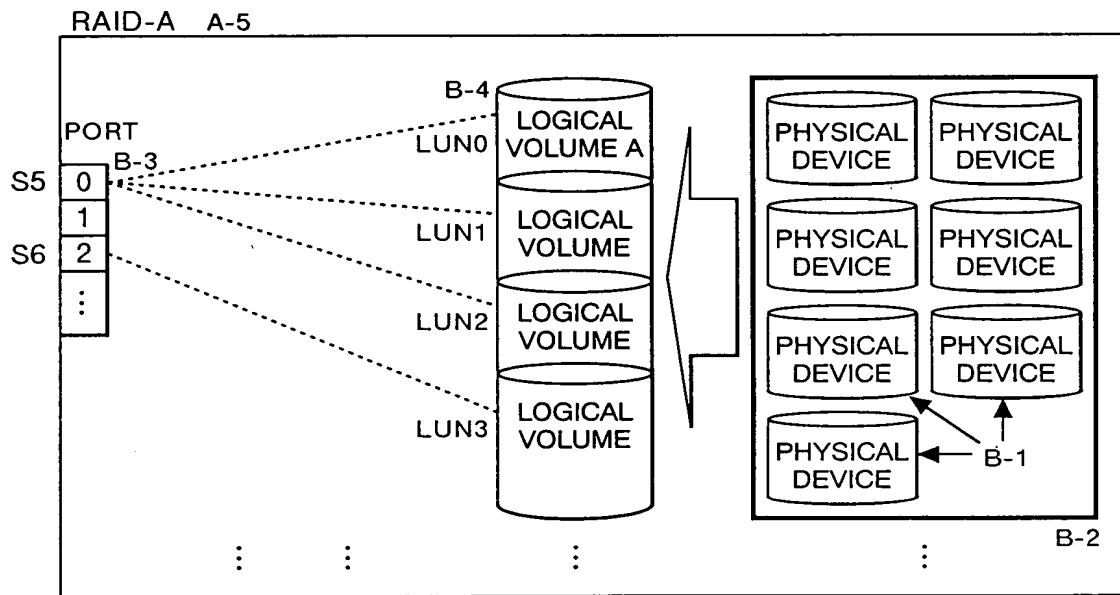 RAID-A A-5
B-4
PORT
B-3
S5 0
1
S6 2
LUN0
LUN1
LUN2
LUN3
LOGICAL
VOLUME A
LOGICAL
VOLUME
LOGICAL
VOLUME
LOGICAL
VOLUME
PHYSICAL
DEVICE
PHYSICAL
DEVICE
PHYSICAL
DEVICE
PHYSICAL
DEVICE
PHYSICAL
DEVICE
PHYSICAL
DEVICE
PHYSICAL
DEVICE
B-1
B-2